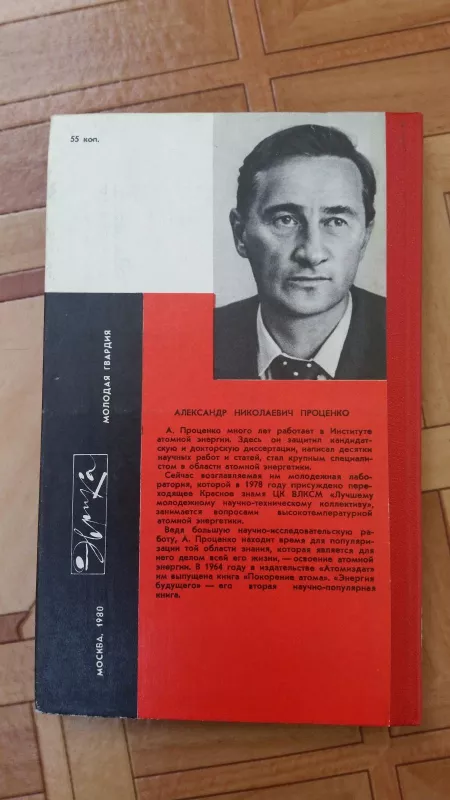 55 коп.
АЛЕКСАНДР НИКОЛАЕВИЧ ПРОЦЕНКО
А. Проценко много лет работает в Институте
атомной энергии. Здесь он защитил кандидат-
скую и докторскую диссертации, написал десятки
научных работ и статей, стал крупным специали-
стом в области атомной энергетики.
Сейчас возглавляемая им молодежная лабо-
ратория, которой в 1978 году присуждено пере-
ходящее Красное знамя ЦК ВЛКСМ «Лучшему
молодежному научно-техническому коллективу»,
занимается вопросами высокотемпературной
атомной энергетики.
Ведя большую научно-исследовательскую ра-
боту, А. Проценко находит время для популяри-
зации той области знания, которая является для
него делом всей его жизни, — освоение атомной
энергии. В 1964 году в издательстве «Атомиздат»
им выпущена книга «Покорение атома». «Энергия
будущего» — его вторая научно-популярная
книга.
МОЛОДАЯ ГВАРДИЯ
Эврика
МОСКВА, 1980